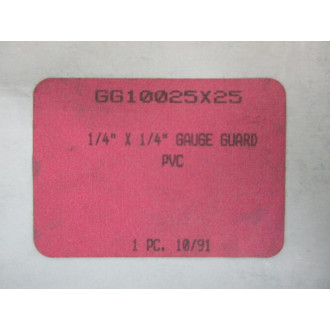 GG10025X25
1/4" X 1/4" GAUGE GUARD
PVC
1 PC. 10/91